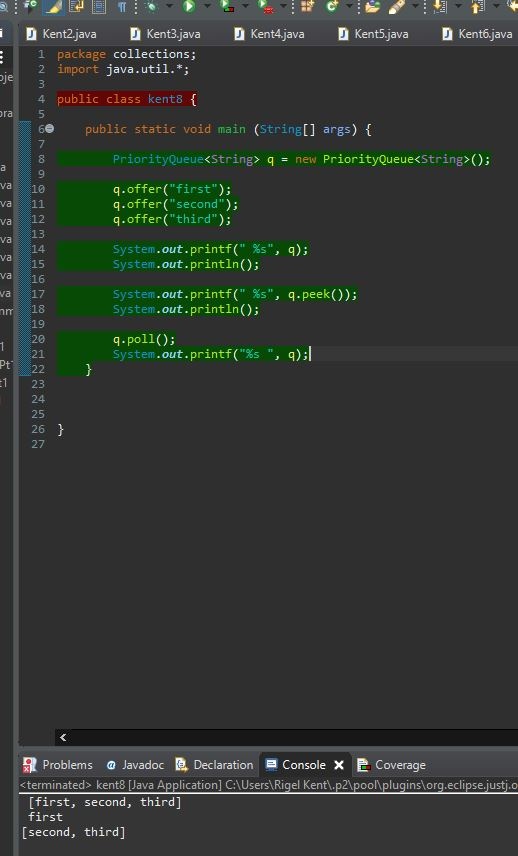 Kent2.java Kent3.java Kent4.java Kent5.java Kent6.java
1 package collections;
2 import java.util.*;
3
4 public class kent8 {
5
6 public static void main (String[] args) {
7
8 PriorityQueue<String> q = new PriorityQueue<String>();
9
10 q.offer("first");
11 q.offer("second");
12 q.offer("third");
13
14 System.out.printf(" %s", q);
15 System.out.println();
16
17 System.out.printf(" %s", q.peek());
18 System.out.println();
19
20 q.poll();
21 System.out.printf("%s ", q);
22 }
23
24
25
26 }
27
Problems Javadoc Declaration Console Coverage
<terminated> kent8 [Java Application] C:\Users\Rigel Kent\.p2\pool\plugins\org.eclipse.justj.o
[first, second, third]
first
[second, third]